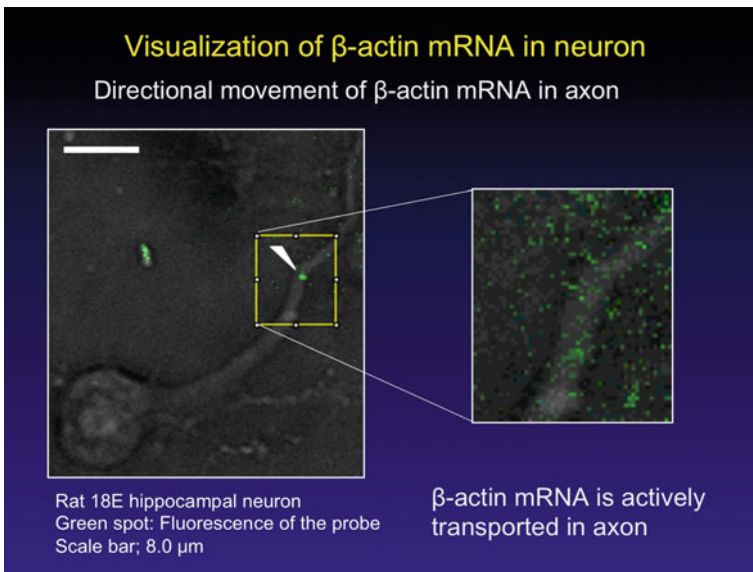 Visualization of β-actin mRNA in neuron
Directional movement of β-actin mRNA in axon
Rat 18E hippocampal neuron
Green spot: Fluorescence of the probe
Scale bar; 8.0 μm
β-actin mRNA is actively
transported in axon